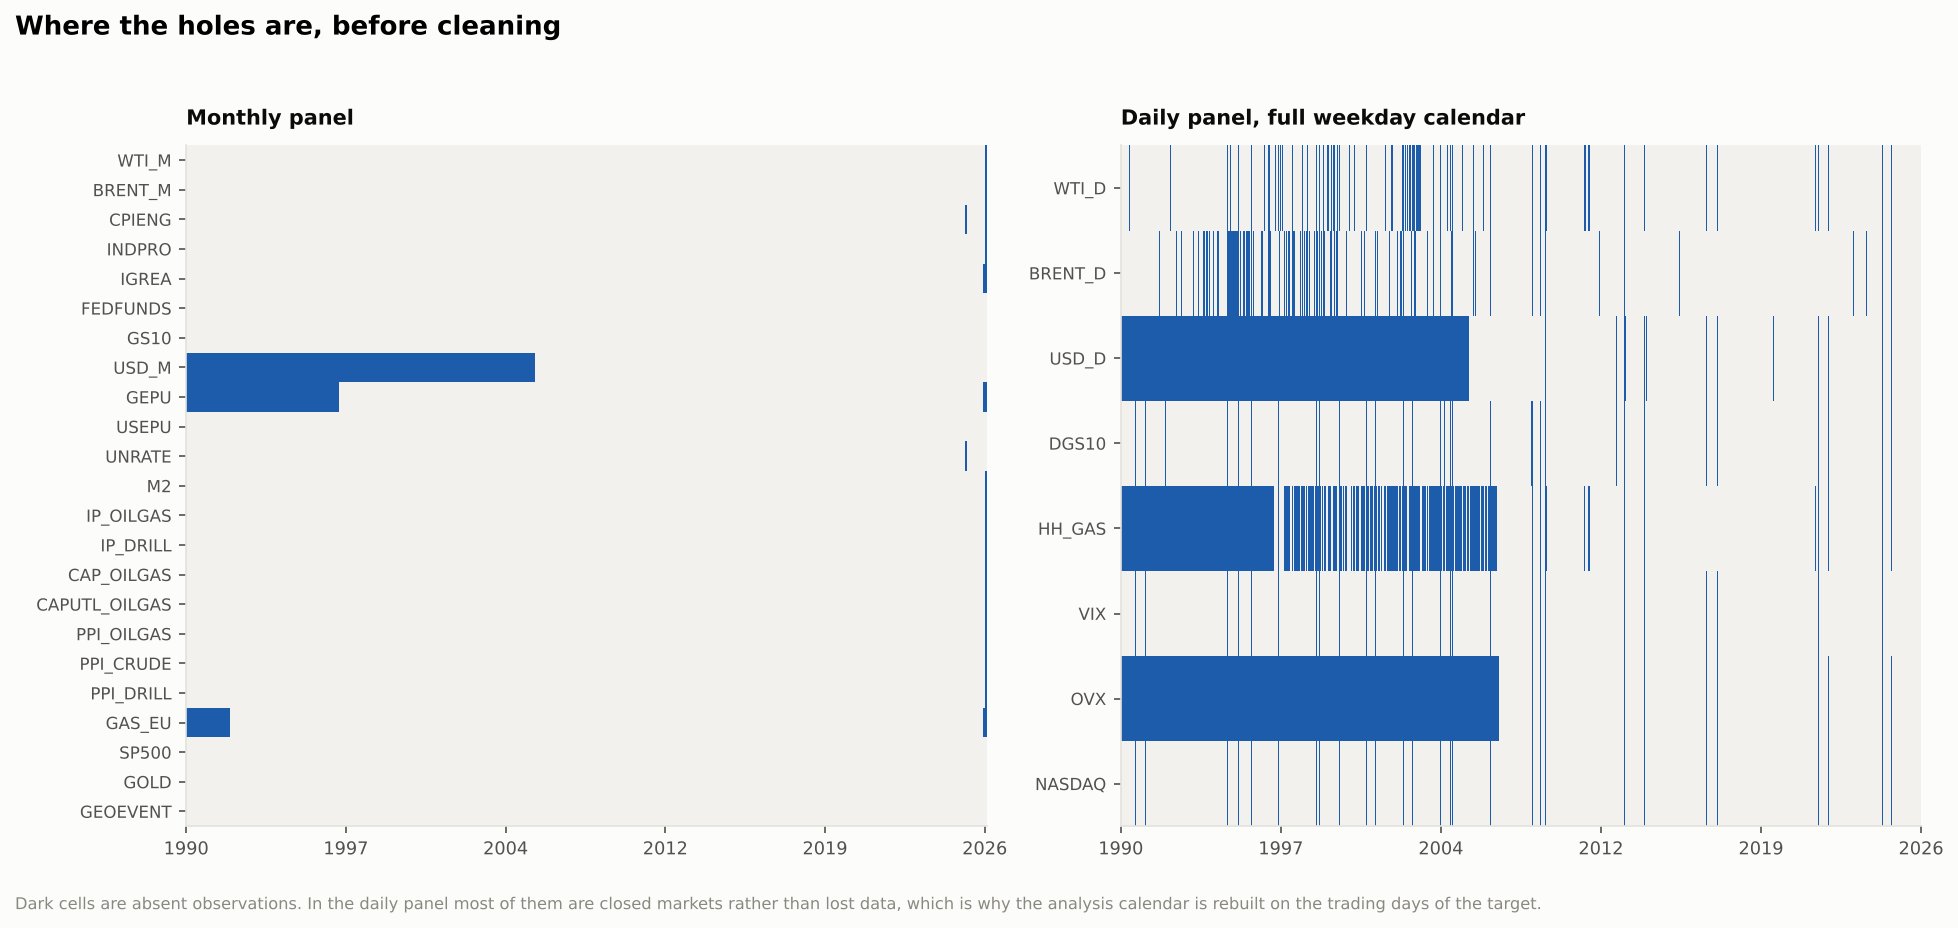 Where the holes are, before cleaning
Monthly panel
WTI_M
BRENT_M
CPIENG
INDPRO
IGREA
FEDFUNDS
GS10
USD_M
GEPU
USEPU
UNRATE
M2
IP_OILGAS
IP_DRILL
CAP_OILGAS
CAPUTL_OILGAS
PPI_OILGAS
PPI_CRUDE
PPI_DRILL
GAS_EU
SP500
GOLD
GEOEVENT
1990 1997 2004 2012 2019 2026
Daily panel, full weekday calendar
WTI_D
BRENT_D
USD_D
DGS10
HH_GAS
VIX
OVX
NASDAQ
1990 1997 2004 2012 2019 2026
Dark cells are absent observations. In the daily panel most of them are closed markets rather than lost data, which is why the analysis calendar is rebuilt on the trading days of the target.